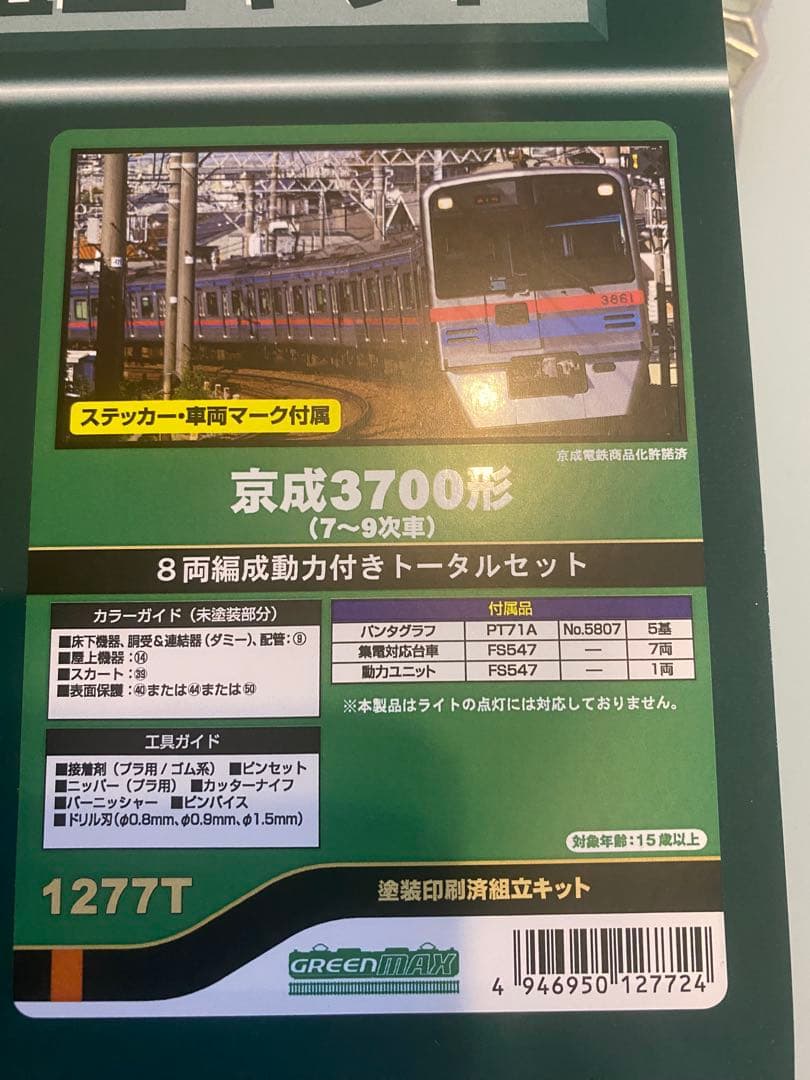 3861
ステッカー・車両マーク付属
京成電鉄商品化許諾済
京成3700形
(7〜9次車)
8両編成動力付きトータルセット
カラーガイド(未塗装部分)
■床下機器、胴受&連結器(ダミー)、配管:⑨
■屋上機器:⑭
■スカート:㊴
■表面保護:㊵または㊹または㊿
付属品
パンタグラフ PT71A No.5807 5基
集電対応台車 FS547 — 7両
動力ユニット FS547 — 1両
※本製品はライトの点灯には対応しておりません。
工具ガイド
■接着剤(プラ用/ゴム系) ■ピンセット
■ニッパー(プラ用) ■カッターナイフ
■バーニッシャー ■ピンバイス
■ドリル刃(φ0.8mm、φ0.9mm、φ1.5mm)
対象年齢:15歳以上
1277T
塗装印刷済組立キット
GREENMAX
4 946950 127724